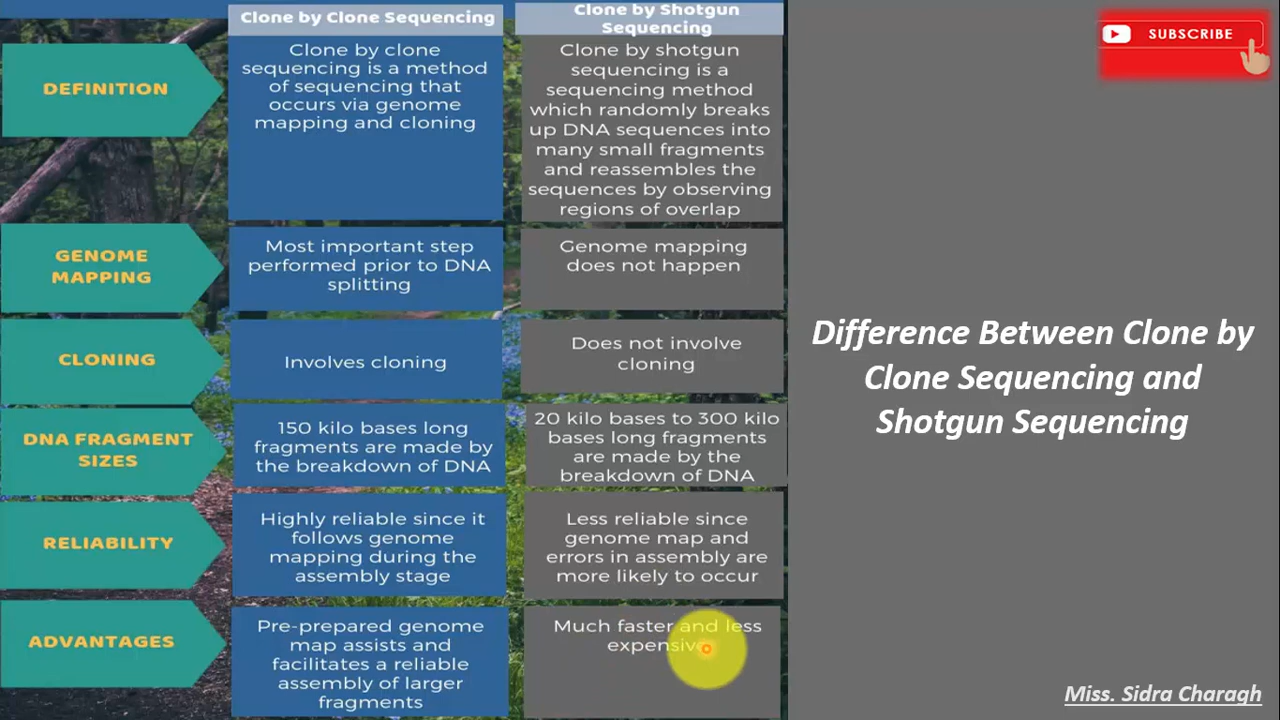 Clone by Clone Sequencing
Clone by Shotgun
Sequencing
SUBSCRIBE
DEFINITION
Clone by clone
sequencing is a method
of sequencing that
occurs via genome
mapping and cloning
Clone by shotgun
sequencing is a
sequencing method
which randomly breaks
up DNA sequences into
many small fragments
and reassembles the
sequences by observing
regions of overlap
GENOME
MAPPING
Most important step
performed prior to DNA
splitting
Genome mapping
does not happen
CLONING
Involves cloning
Does not involve
cloning
DNA FRAGMENT
SIZES
150 kilo bases long
fragments are made by
the breakdown of DNA
20 kilo bases to 300 kilo
bases long fragments
are made by the
breakdown of DNA
RELIABILITY
Highly reliable since it
follows genome
mapping during the
assembly stage
Less reliable since
genome map and
errors in assembly are
more likely to occur
ADVANTAGES
Pre-prepared genome
map assists and
facilitates a reliable
assembly of larger
fragments
Much faster and less
expensive
Difference Between Clone by
Clone Sequencing and
Shotgun Sequencing
Miss. Sidra Charagh